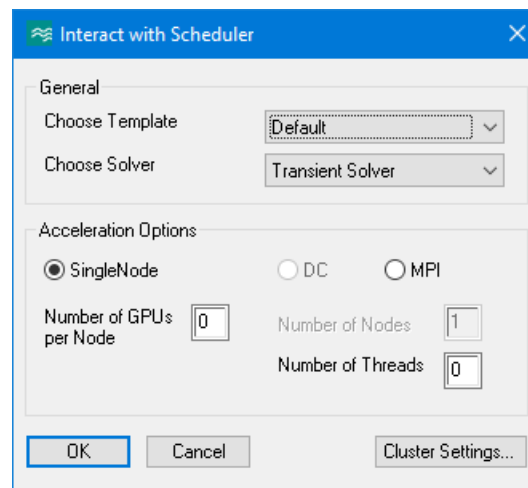 Interact with Scheduler
General
Choose Template
Default
Choose Solver
Transient Solver
Acceleration Options
SingleNode
DC
MPI
Number of GPUs
per Node
0
Number of Nodes
1
Number of Threads
0
OK
Cancel
Cluster Settings...